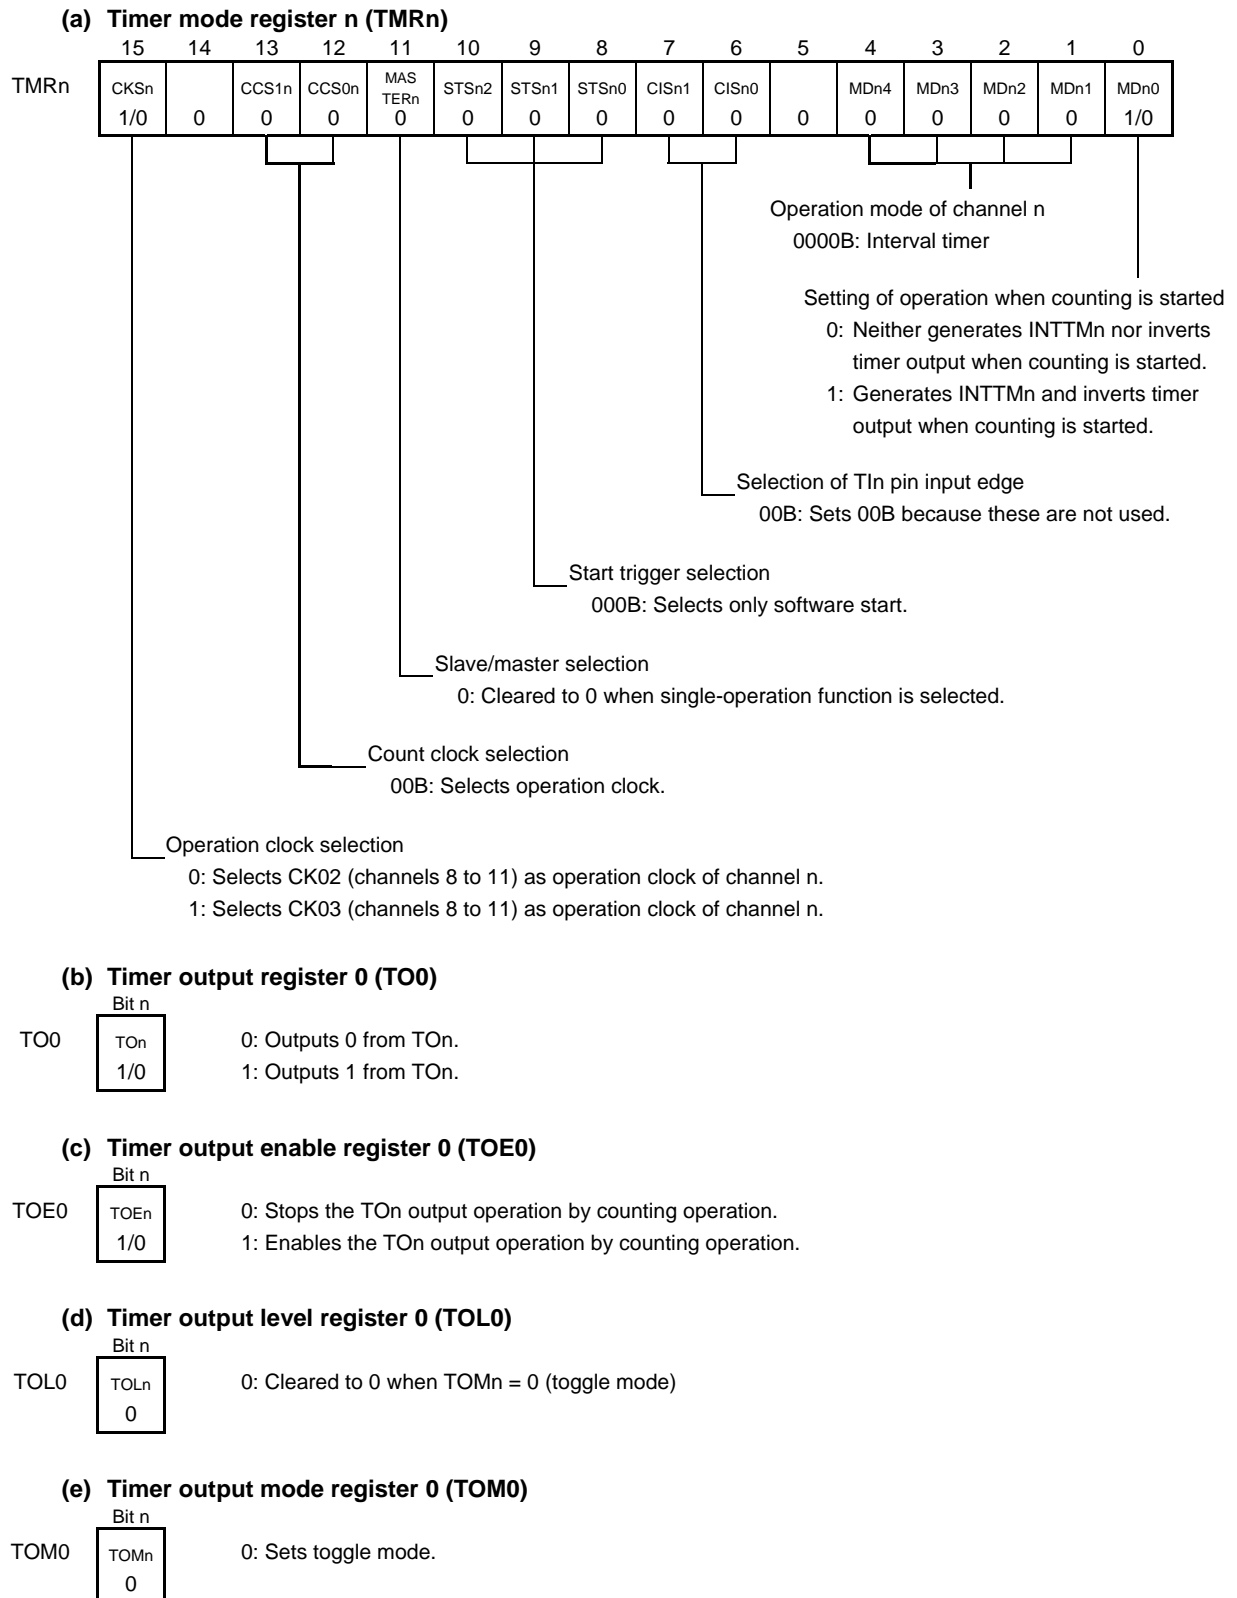 (a) Timer mode register n (TMRn)
15 14 13 12 11 10 9 8 7 6 5 4 3 2 1 0
TMRn CKSn CCS1n CCS0n MAS TERn STSn2 STSn1 STSn0 CISn1 CISn0 MDn4 MDn3 MDn2 MDn1 MDn0
1/0 0 0 0 0 0 0 0 0 0 0 0 0 0 0 1/0
Operation mode of channel n
0000B: Interval timer
Setting of operation when counting is started
0: Neither generates INTTMn nor inverts
timer output when counting is started.
1: Generates INTTMn and inverts timer
output when counting is started.
Selection of TIn pin input edge
00B: Sets 00B because these are not used.
Start trigger selection
000B: Selects only software start.
Slave/master selection
0: Cleared to 0 when single-operation function is selected.
Count clock selection
00B: Selects operation clock.
Operation clock selection
0: Selects CK02 (channels 8 to 11) as operation clock of channel n.
1: Selects CK03 (channels 8 to 11) as operation clock of channel n.
(b) Timer output register 0 (TO0)
Bit n
TO0 TOn 0: Outputs 0 from TOn.
1/0 1: Outputs 1 from TOn.
(c) Timer output enable register 0 (TOE0)
Bit n
TOE0 TOEn 0: Stops the TOn output operation by counting operation.
1/0 1: Enables the TOn output operation by counting operation.
(d) Timer output level register 0 (TOL0)
Bit n
TOL0 TOLn 0: Cleared to 0 when TOMn = 0 (toggle mode)
0
(e) Timer output mode register 0 (TOM0)
Bit n
TOM0 TOMn 0: Sets toggle mode.
0